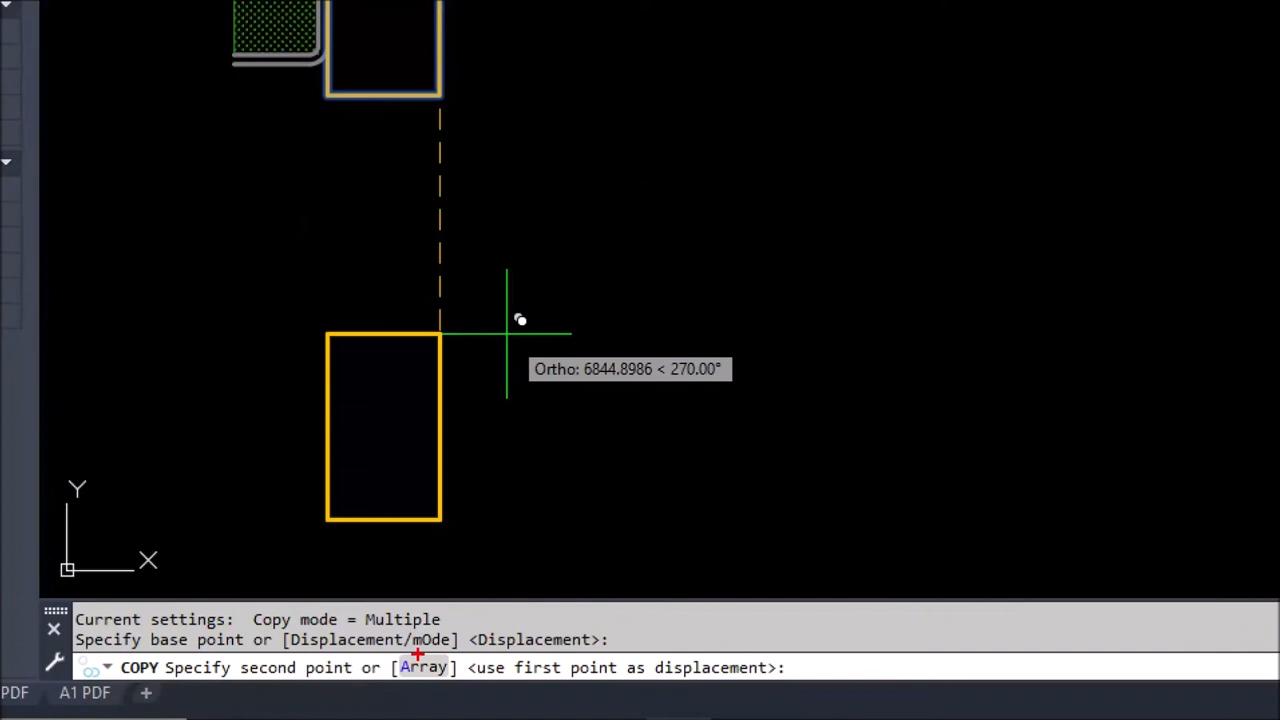 Ortho: 6844.8986 < 270.00°
Y
X
Current settings:  Copy mode = Multiple
Specify base point or [Displacement/mOde] <Displacement>:
COPY Specify second point or [Array] <use first point as displacement>:
PDF A1 PDF +